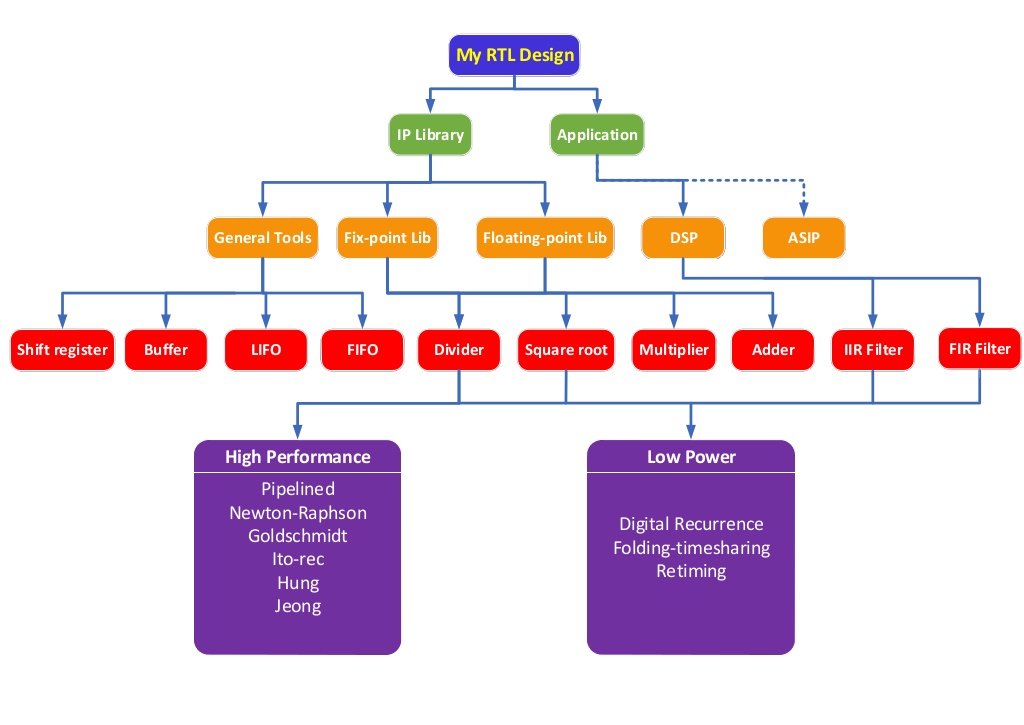 My RTL Design
IP Library
Application
General Tools
Fix-point Lib
Floating-point Lib
DSP
ASIP
Shift register
Buffer
LIFO
FIFO
Divider
Square root
Multiplier
Adder
IIR Filter
FIR Filter
High Performance
Pipelined
Newton-Raphson
Goldschmidt
Ito-rec
Hung
Jeong
Low Power
Digital Recurrence
Folding-timesharing
Retiming